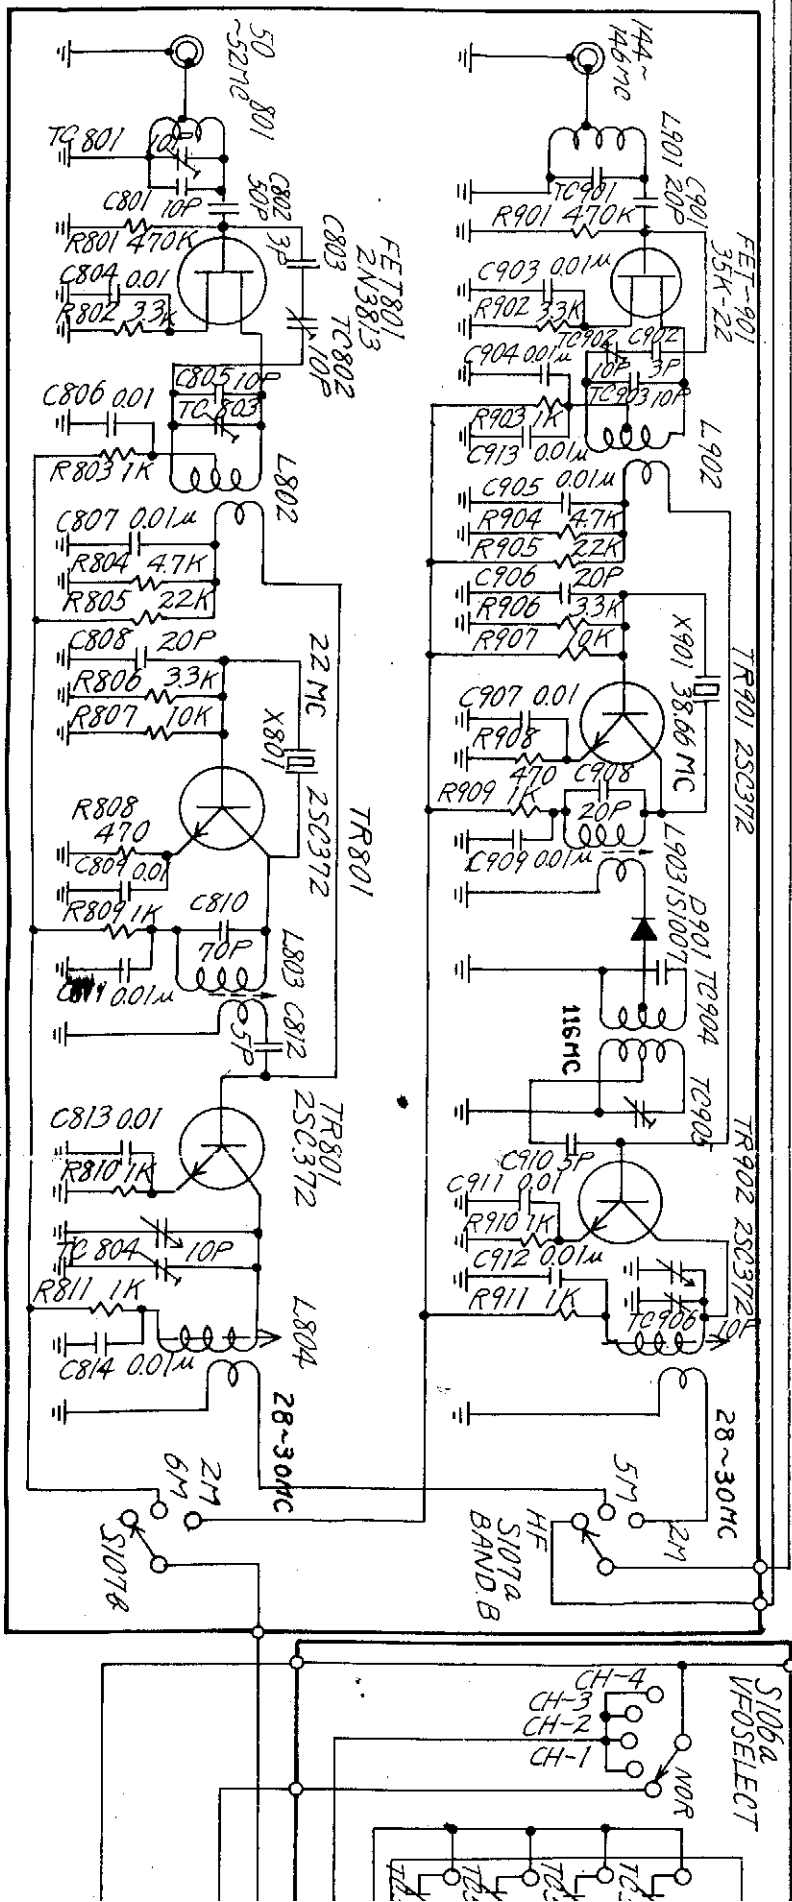 50
~52MC
801
TC801
10P
C801 10P
R801 470K
C802
50P
3P
C803
C804 0.01
R802 3.3K
FET801
2N3813
TC802
10P
C805 10P
TC803
C806 0.01
R803 1K
L802
C807 0.01μ
R804 4.7K
R805 22K
C808 20P
R806 3.3K
R807 10K
22MC
X801
2SC372
TR801
R808
470
C809 0.01
R809 1K
C810
70P
0.01μ
L803 C812
5P
C813 0.01
R810 1K
TR801
2SC372
TC804 10P
R811 1K
L804
C814 0.01μ
28~30MC
2M
6M
S107B
144~
146MC
L901
C901
20P
TC901
R901 470K
FET-901
3SK-22
C903 0.01μ
R902 33K
TC902 C902
10P 3P
C904 0.01μ
TC903 10P
R903 1K
C913 0.01μ
L902
C905 0.01μ
R904 4.7K
R905 22K
C906 20P
R906 3.3K
R907 10K
X901 38.66MC
TR901 2SC372
C907 0.01
R908
470
C908
20P
R909 1K
C909 0.01μ
L903
1S1007
D901
TC904
116MC
TC905
TR902 2SC372
C910 5P
C911 0.01
R910 1K
C912 0.01μ
R911 1K
TC906
10P
28~30MC
5M
2M
HF
S107a
BAND.B
S106a
VFO SELECT
CH-4
CH-3
CH-2
CH-1
NOR